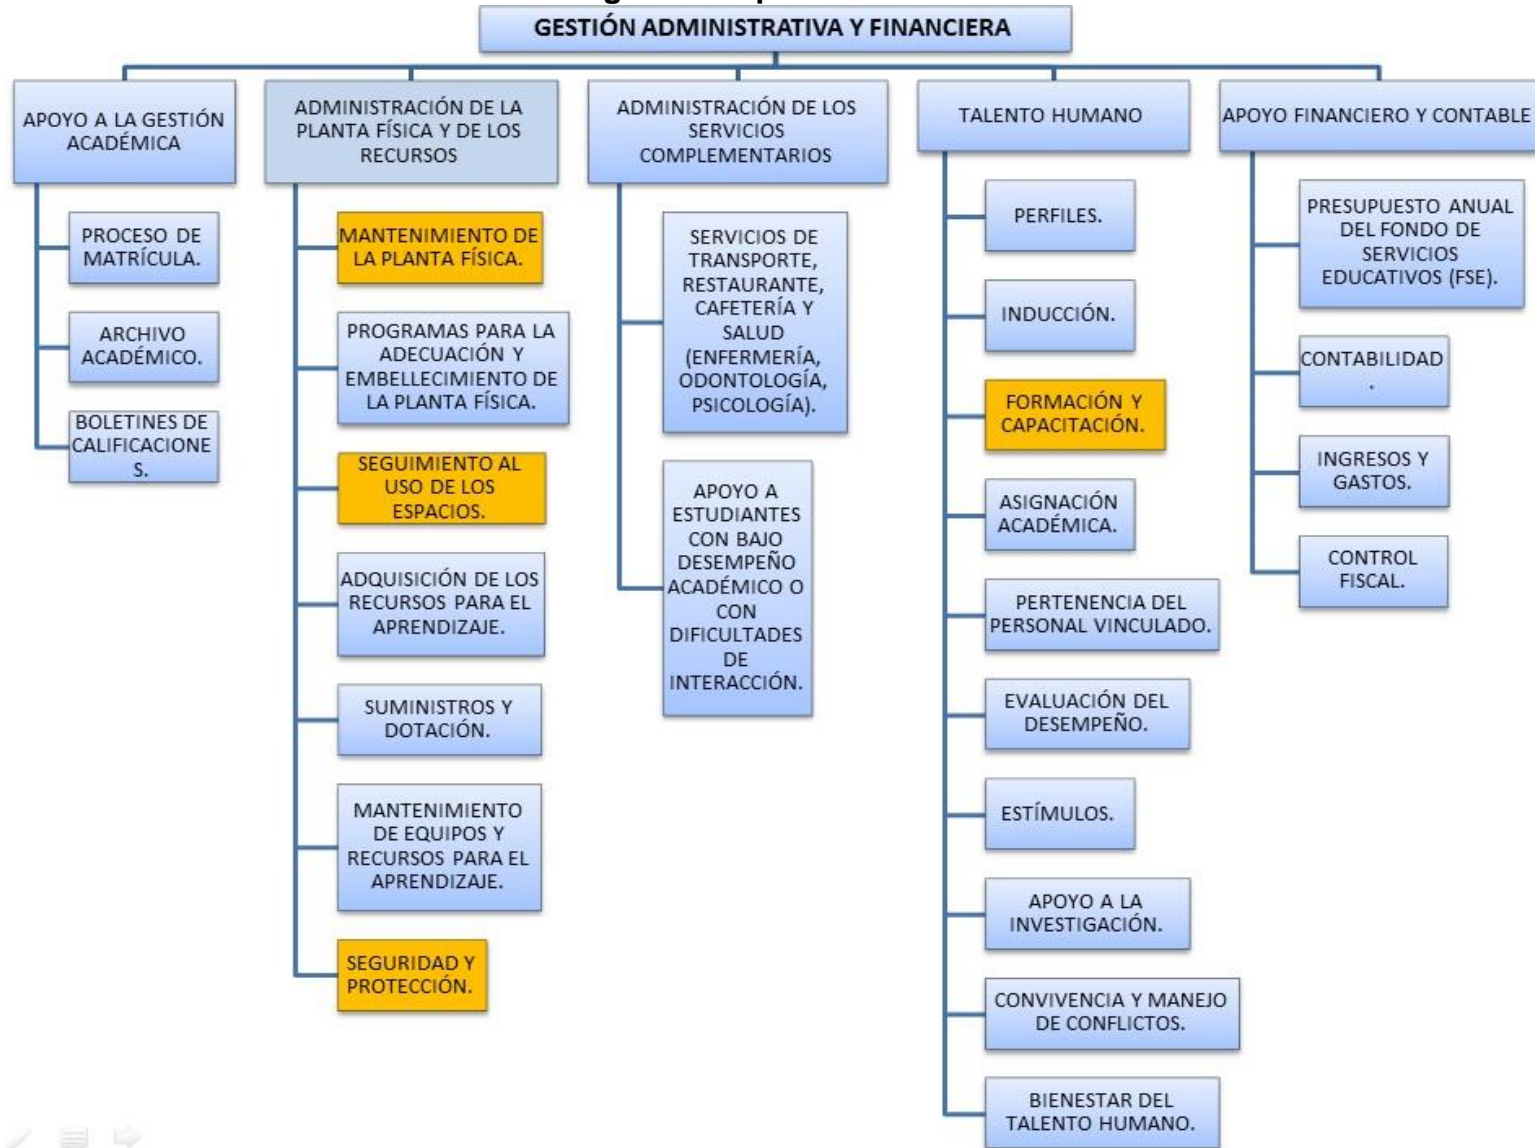 GESTIÓN ADMINISTRATIVA Y FINANCIERA
APOYO A LA GESTIÓN
ACADÉMICA
PROCESO DE
MATRÍCULA.
ARCHIVO
ACADÉMICO.
BOLETINES DE
CALIFICACIONE
S.
ADMINISTRACIÓN DE LA
PLANTA FÍSICA Y DE LOS
RECURSOS
MANTENIMIENTO DE
LA PLANTA FÍSICA.
PROGRAMAS PARA LA
ADECUACIÓN Y
EMBELLECIMIENTO DE
LA PLANTA FÍSICA.
SEGUIMIENTO AL
USO DE LOS
ESPACIOS.
ADQUISICIÓN DE LOS
RECURSOS PARA EL
APRENDIZAJE.
SUMINISTROS Y
DOTACIÓN.
MANTENIMIENTO
DE EQUIPOS Y
RECURSOS PARA EL
APRENDIZAJE.
SEGURIDAD Y
PROTECCIÓN.
ADMINISTRACIÓN DE LOS
SERVICIOS
COMPLEMENTARIOS
SERVICIOS DE
TRANSPORTE,
RESTAURANTE,
CAFETERÍA Y
SALUD
(ENFERMERÍA,
ODONTOLOGÍA,
PSICOLOGÍA).
APOYO A
ESTUDIANTES
CON BAJO
DESEMPEÑO
ACADÉMICO O
CON
DIFICULTADES
DE
INTERACCIÓN.
TALENTO HUMANO
PERFILES.
INDUCCIÓN.
FORMACIÓN Y
CAPACITACIÓN.
ASIGNACIÓN
ACADÉMICA.
PERTENENCIA DEL
PERSONAL VINCULADO.
EVALUACIÓN DEL
DESEMPEÑO.
ESTÍMULOS.
APOYO A LA
INVESTIGACIÓN.
CONVIVENCIA Y MANEJO
DE CONFLICTOS.
BIENESTAR DEL
TALENTO HUMANO.
APOYO FINANCIERO Y CONTABLE
PRESUPUESTO ANUAL
DEL FONDO DE
SERVICIOS
EDUCATIVOS (FSE).
CONTABILIDAD
.
INGRESOS Y
GASTOS.
CONTROL
FISCAL.